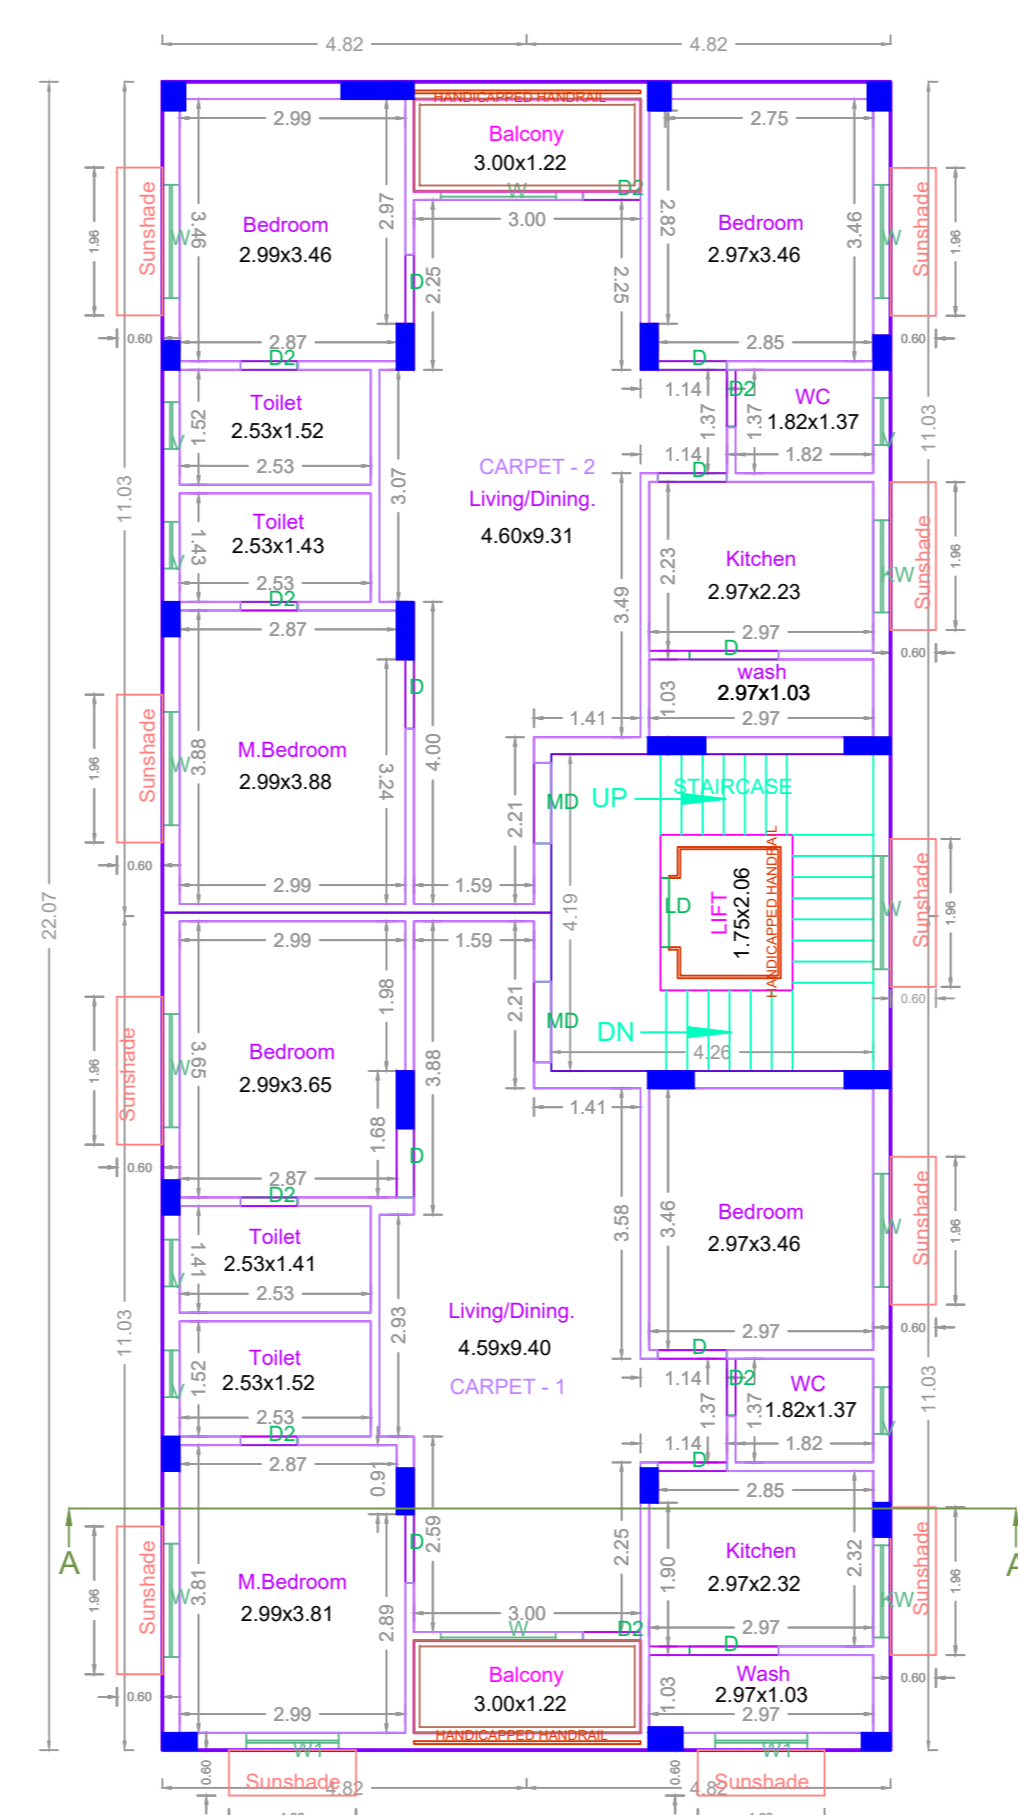 4.82
4.82
HANDICAPPED HANDRAIL
Balcony
3.00x1.22
W
D2
3.00
2.99
2.75
Sunshade
1.96
0.60
W
3.46
Bedroom
2.99x3.46
2.97
D
2.25
2.25
2.82
Bedroom
2.97x3.46
3.46
W
Sunshade
1.96
0.60
2.87
D2
2.85
D
1.14
D2
WC
1.82x1.37
1.37
1.37
1.82
1.14
D
V
11.03
Toilet
2.53x1.52
1.52
2.53
V
11.03
3.07
CARPET - 2
Living/Dining.
4.60x9.31
Toilet
2.53x1.43
1.43
2.53
V
D2
2.87
Kitchen
2.97x2.23
2.23
3.49
2.97
KW
Sunshade
1.96
0.60
D
wash
2.97x1.03
1.03
2.97
1.41
D
4.00
M.Bedroom
2.99x3.88
3.88
3.24
W
Sunshade
1.96
0.60
2.99
1.59
2.21
MD
UP
STAIRCASE
4.19
LD
LIFT
1.75x2.06
HANDICAPPED HANDRAIL
W
Sunshade
1.96
0.60
22.07
2.99
1.59
2.21
MD
DN
4.26
1.98
Bedroom
2.99x3.65
3.65
3.88
1.68
W
Sunshade
1.96
0.60
D
2.87
D2
1.41
3.58
3.46
Bedroom
2.97x3.46
2.97
W
Sunshade
1.96
0.60
Toilet
2.53x1.41
1.41
2.53
V
11.03
2.93
Living/Dining.
4.59x9.40
CARPET - 1
D
1.14
D2
WC
1.82x1.37
1.37
1.37
1.82
1.14
D
V
11.03
Toilet
2.53x1.52
1.52
2.53
V
D2
2.87
0.91
2.85
A
A
M.Bedroom
2.99x3.81
3.81
2.89
W
Sunshade
1.96
0.60
D
2.59
2.25
Kitchen
2.97x2.32
1.90
2.32
2.97
KW
Sunshade
1.96
0.60
3.00
W
D2
D
Balcony
3.00x1.22
HANDICAPPED HANDRAIL
Wash
2.97x1.03
1.03
2.97
2.99
W1
W1
0.60
Sunshade
4.82
0.60
4.82
Sunshade